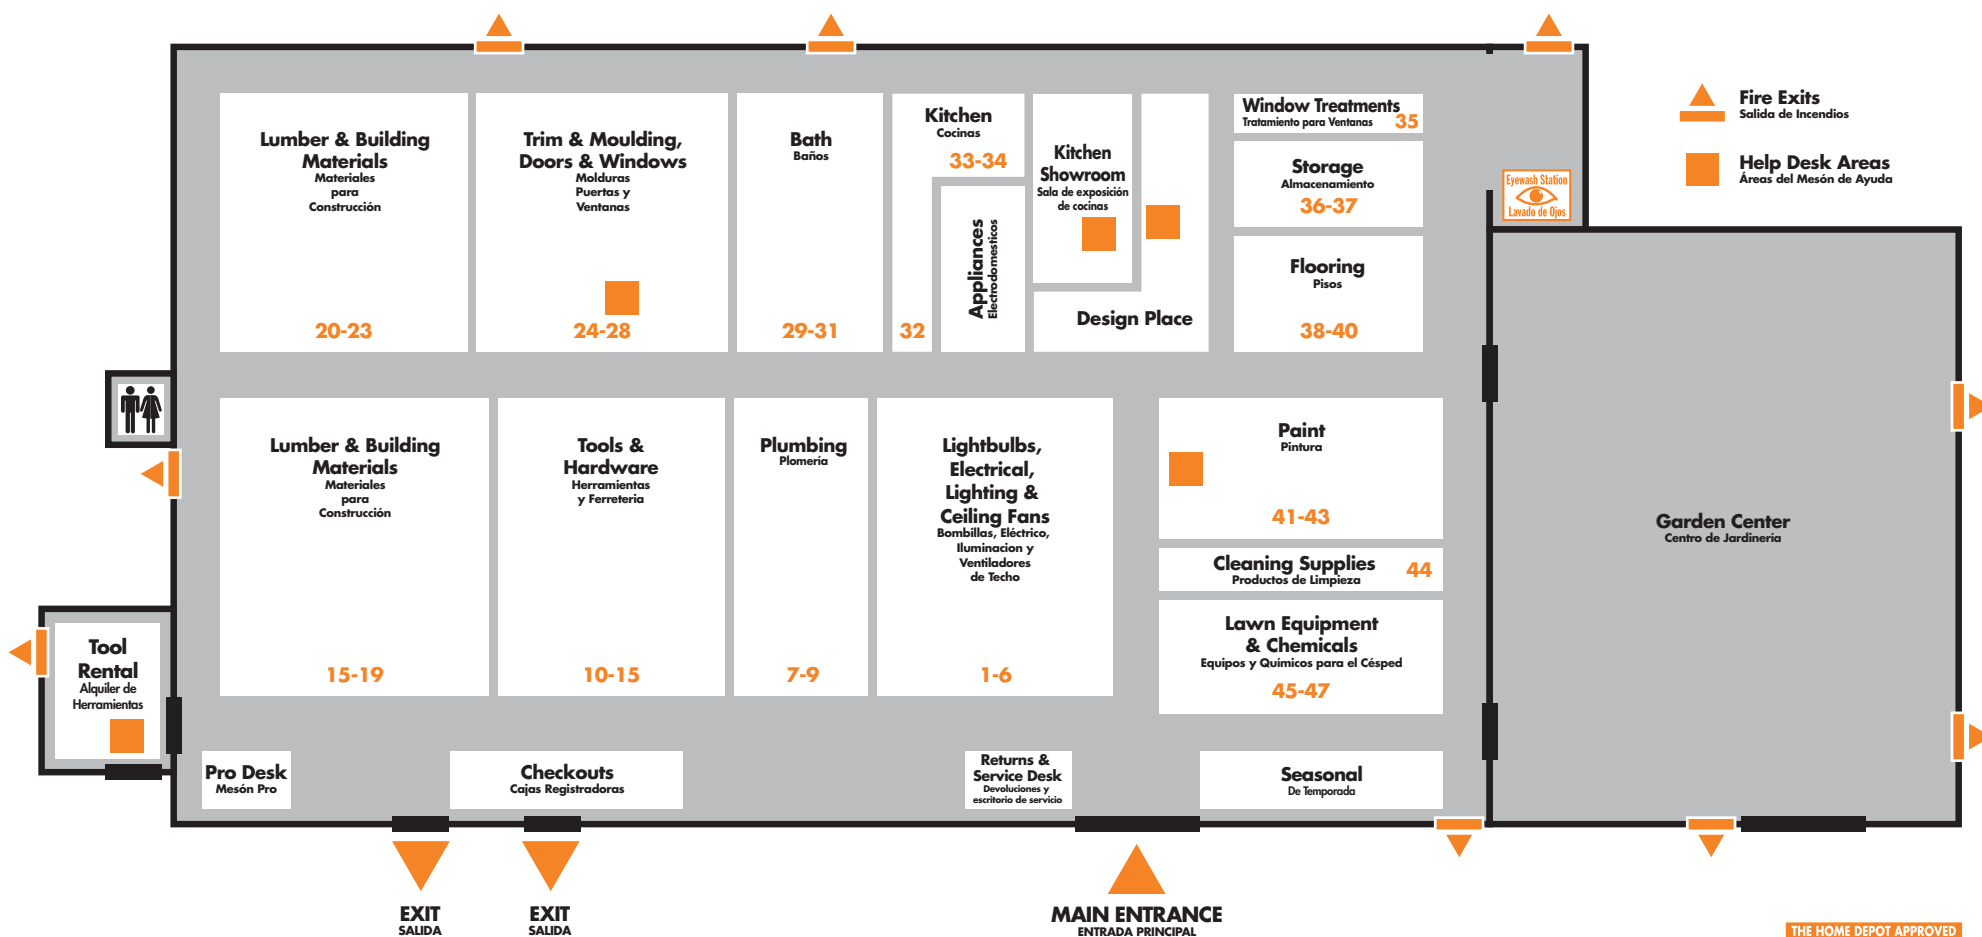 Lumber & Building
Materials
Materiales
para
Construcción
20-23
Trim & Moulding,
Doors & Windows
Molduras
Puertas y
Ventanas
24-28
Bath
Baños
29-31
Kitchen
Cocinas
33-34
32
Appliances
Electrodomesticos
Kitchen
Showroom
Sala de exposición
de cocinas
Design Place
Window Treatments
Tratamiento para Ventanas
35
Storage
Almacenamiento
36-37
Flooring
Pisos
38-40
Eyewash Station
Lavado de Ojos
Fire Exits
Salida de Incendios
Help Desk Areas
Áreas del Mesón de Ayuda
Lumber & Building
Materials
Materiales
para
Construcción
15-19
Tools &
Hardware
Herramientas
y Ferreteria
10-15
Plumbing
Plomería
7-9
Lightbulbs,
Electrical,
Lighting &
Ceiling Fans
Bombillas, Eléctrico,
Iluminacion y
Ventiladores
de Techo
1-6
Paint
Pintura
41-43
Cleaning Supplies
Productos de Limpieza
44
Lawn Equipment
& Chemicals
Equipos y Químicos para el Césped
45-47
Garden Center
Centro de Jardinería
Tool
Rental
Alquiler de
Herramientas
Pro Desk
Mesón Pro
Checkouts
Cajas Registradoras
Returns &
Service Desk
Devoluciones y
escritorio de servicio
Seasonal
De Temporada
EXIT
SALIDA
EXIT
SALIDA
MAIN ENTRANCE
ENTRADA PRINCIPAL
THE HOME DEPOT APPROVED